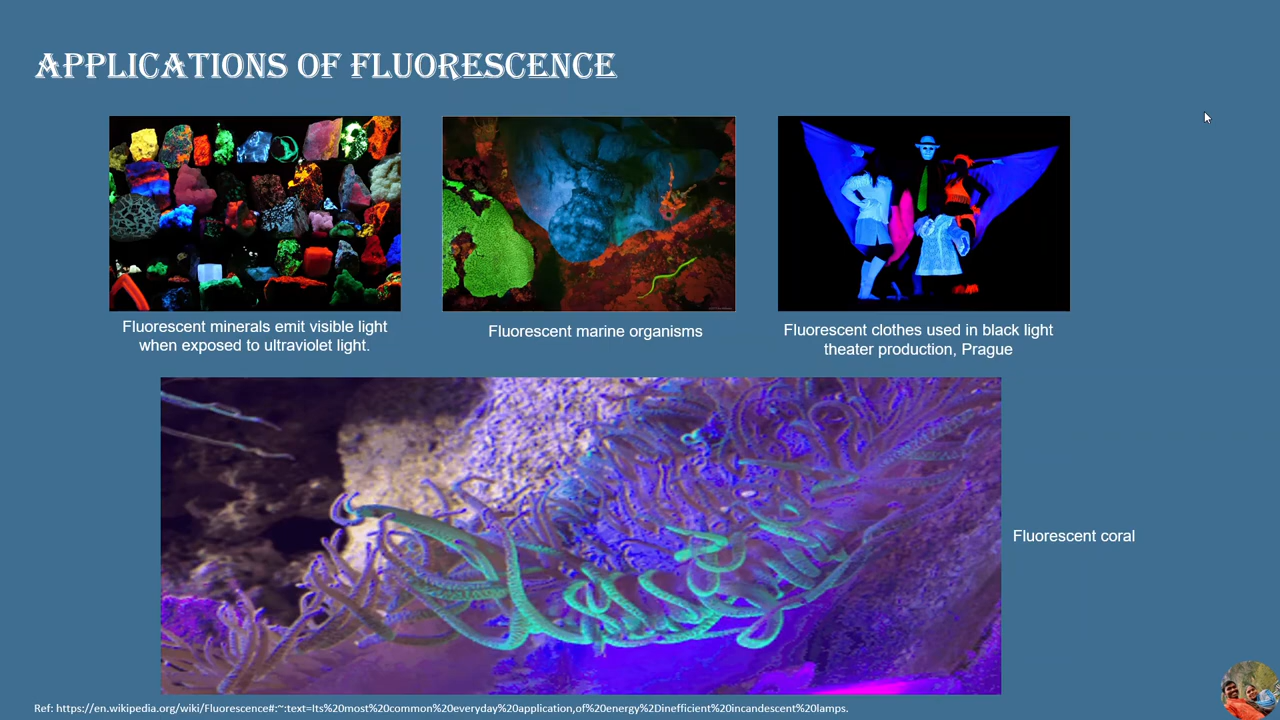 APPLICATIONS OF FLUORESCENCE
Fluorescent minerals emit visible light
when exposed to ultraviolet light.
Fluorescent marine organisms
Fluorescent clothes used in black light
theater production, Prague
Fluorescent coral
Ref: https://en.wikipedia.org/wiki/Fluorescence#:~:text=Its%20most%20common%20everyday%20application,of%20energy%2Dinefficient%20incandescent%20lamps.